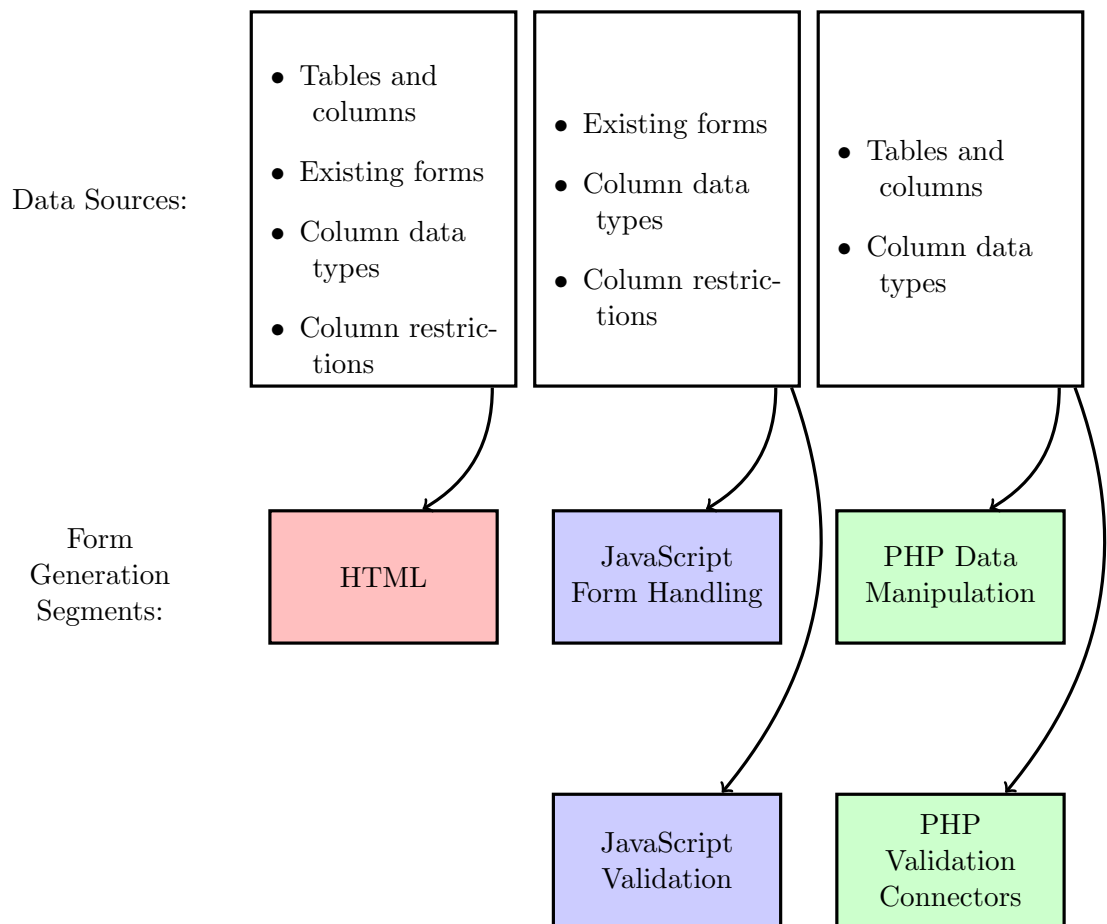 Data Sources:
• Tables and
columns
• Existing forms
• Column data
types
• Column restric-
tions
• Existing forms
• Column data
types
• Column restric-
tions
• Tables and
columns
• Column data
types
Form
Generation
Segments:
HTML
JavaScript
Form Handling
PHP Data
Manipulation
JavaScript
Validation
PHP
Validation
Connectors